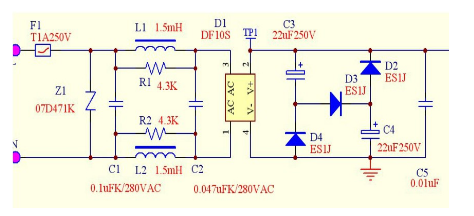 F1
T1A250V
L1 1.5mH
D1
DF10S
TP1
C3
22uF250V
R1 4.3K
Z1
07D471K
3 2
AC AC
V- V+
1 4
D2
ES1J
D3
ES1J
R2 4.3K
D4
ES1J
C4
22uF250V
N
C1
L2 1.5mH
C2
0.1uFK/280VAC
0.047uFK/280VAC
C5
0.01uF